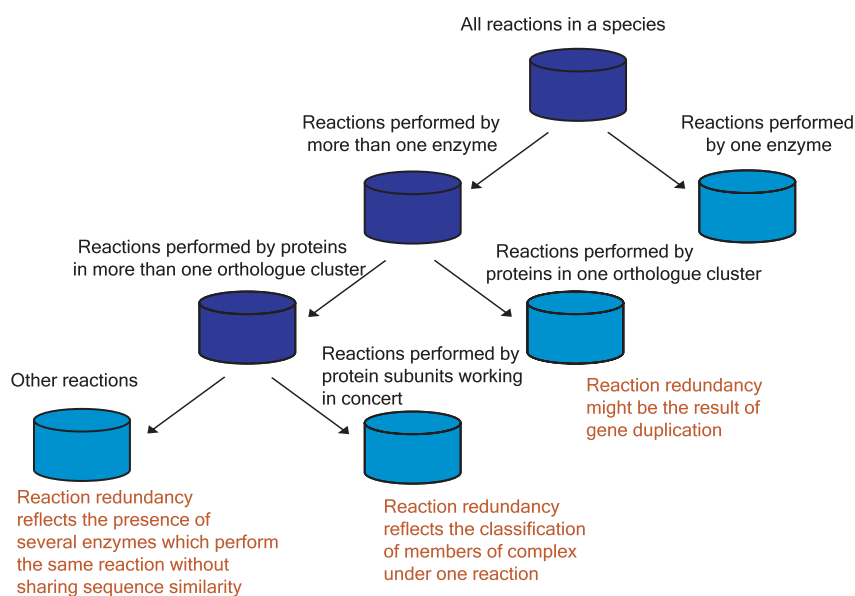 All reactions in a species
Reactions performed by
more than one enzyme
Reactions performed
by one enzyme
Reactions performed by proteins
in more than one orthologue cluster
Reactions performed by
proteins in one orthologue cluster
Other reactions
Reactions performed by
protein subunits working
in concert
Reaction redundancy
might be the result of
gene duplication
Reaction redundancy
reflects the presence of
several enzymes which perform
the same reaction without
sharing sequence similarity
Reaction redundancy
reflects the classification
of members of complex
under one reaction